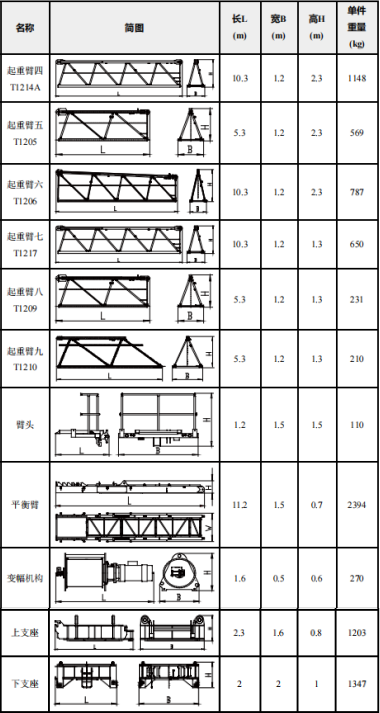 名称 简图 长L (m) 宽B (m) 高H (m) 单件重量 (kg)
起重臂四 T1214A L B H 10.3 1.2 2.3 1148
起重臂五 T1205 L B H 5.3 1.2 2.3 569
起重臂六 T1206 L B H 10.3 1.2 2.3 787
起重臂七 T1217 L B H 10.3 1.2 1.3 650
起重臂八 T1209 L B H 5.3 1.2 1.3 231
起重臂九 T1210 L B H 5.3 1.2 1.3 210
臂头 L B H 1.2 1.5 1.5 110
平衡臂 L H W 11.2 1.5 0.7 2394
变幅机构 L B H 1.6 0.5 0.6 270
上支座 L B H 2.3 1.6 0.8 1203
下支座 L B H 2 2 1 1347